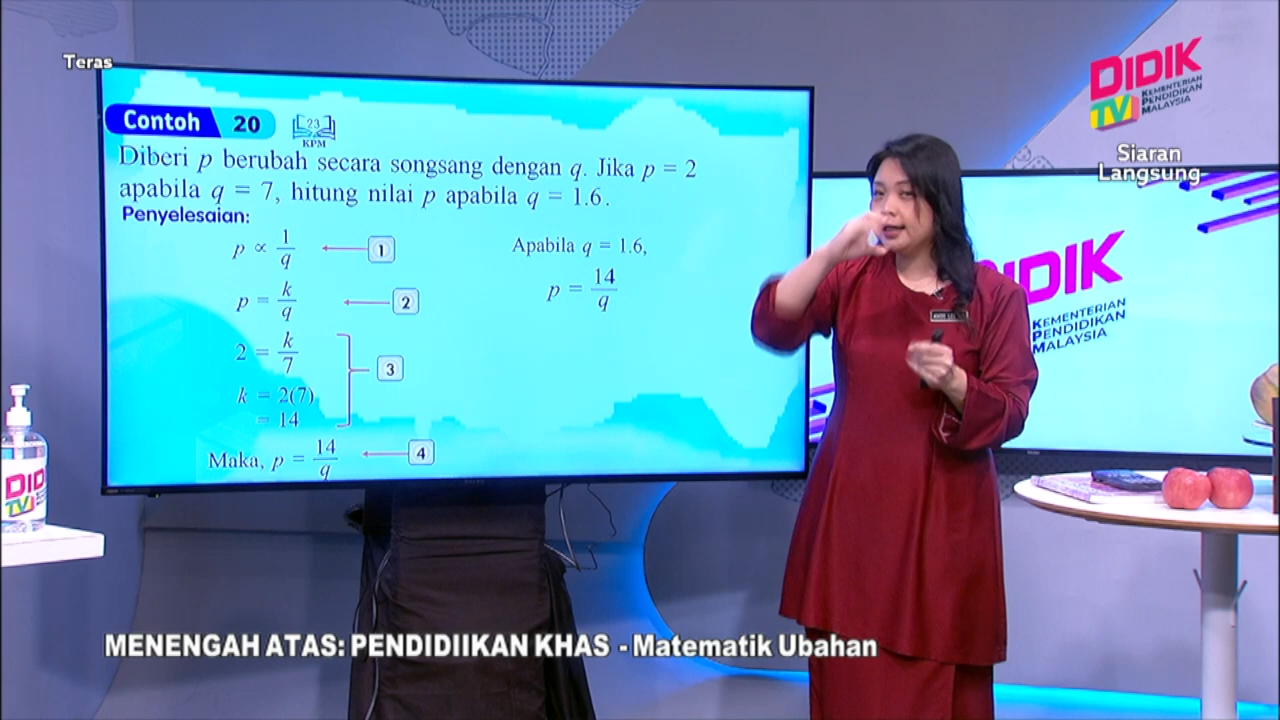 Teras
DIDIK
TV
KEMENTERIAN
PENDIDIKAN
MALAYSIA
Siaran
Langsung
Contoh 20
23
KPM
Diberi p berubah secara songsang dengan q. Jika p = 2
apabila q = 7, hitung nilai p apabila q = 1.6.
Penyelesaian:
p ∝ 1/q ← 1
p = k/q ← 2
2 = k/7
k = 2(7)
= 14
3
Maka, p = 14/q ← 4
Apabila q = 1.6,
p = 14/q
DIDIK
KEMENTERIAN
PENDIDIKAN
MALAYSIA
DIDIK
TV
MENENGAH ATAS: PENDIDIIKAN KHAS - Matematik Ubahan